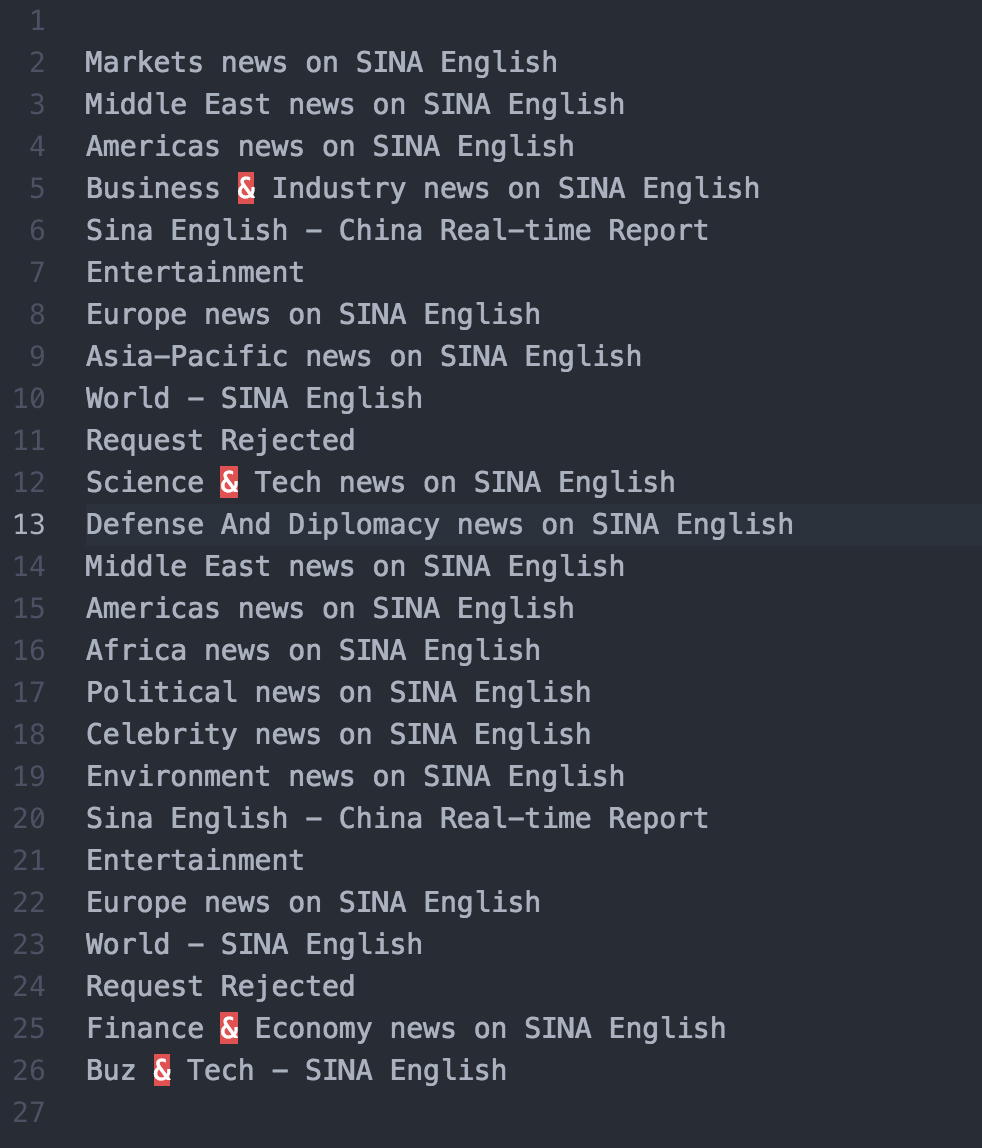 1
2 Markets news on SINA English
3 Middle East news on SINA English
4 Americas news on SINA English
5 Business & Industry news on SINA English
6 Sina English - China Real-time Report
7 Entertainment
8 Europe news on SINA English
9 Asia-Pacific news on SINA English
10 World - SINA English
11 Request Rejected
12 Science & Tech news on SINA English
13 Defense And Diplomacy news on SINA English
14 Middle East news on SINA English
15 Americas news on SINA English
16 Africa news on SINA English
17 Political news on SINA English
18 Celebrity news on SINA English
19 Environment news on SINA English
20 Sina English - China Real-time Report
21 Entertainment
22 Europe news on SINA English
23 World - SINA English
24 Request Rejected
25 Finance & Economy news on SINA English
26 Buz & Tech - SINA English
27